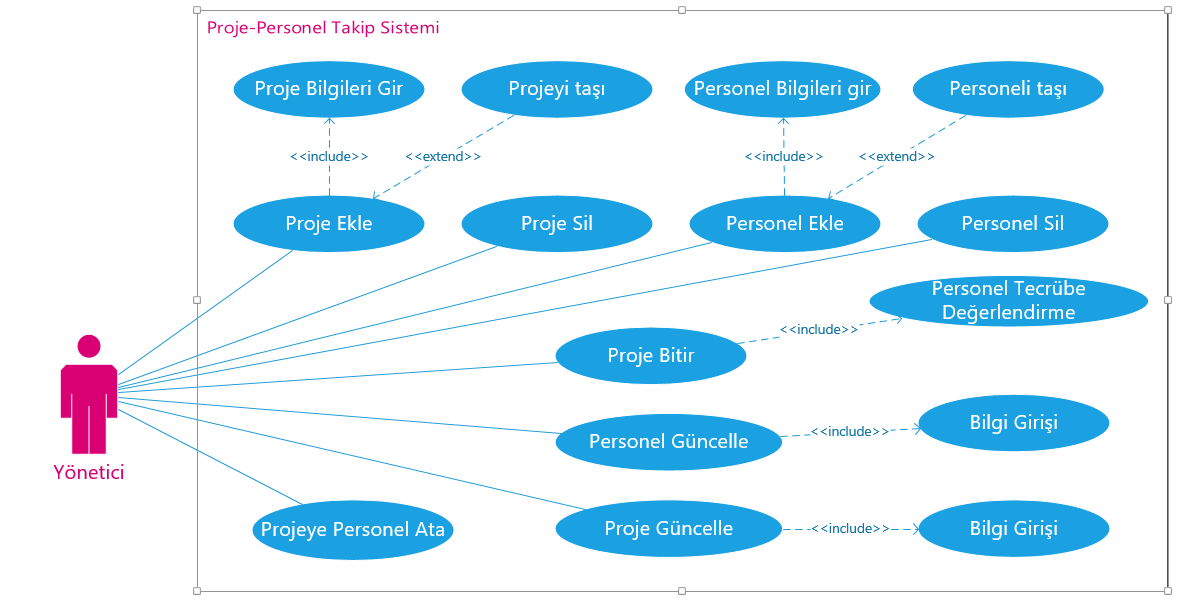 Proje-Personel Takip Sistemi
Proje Bilgileri Gir
Projeyi taşı
Personel Bilgileri gir
Personeli taşı
<<include>>
<<extend>>
<<include>>
<<extend>>
Proje Ekle
Proje Sil
Personel Ekle
Personel Sil
Personel Tecrübe
Değerlendirme
<<include>>
Proje Bitir
Bilgi Girişi
<<include>>
Personel Güncelle
Yönetici
Projeye Personel Ata
Proje Güncelle
<<include>>
Bilgi Girişi